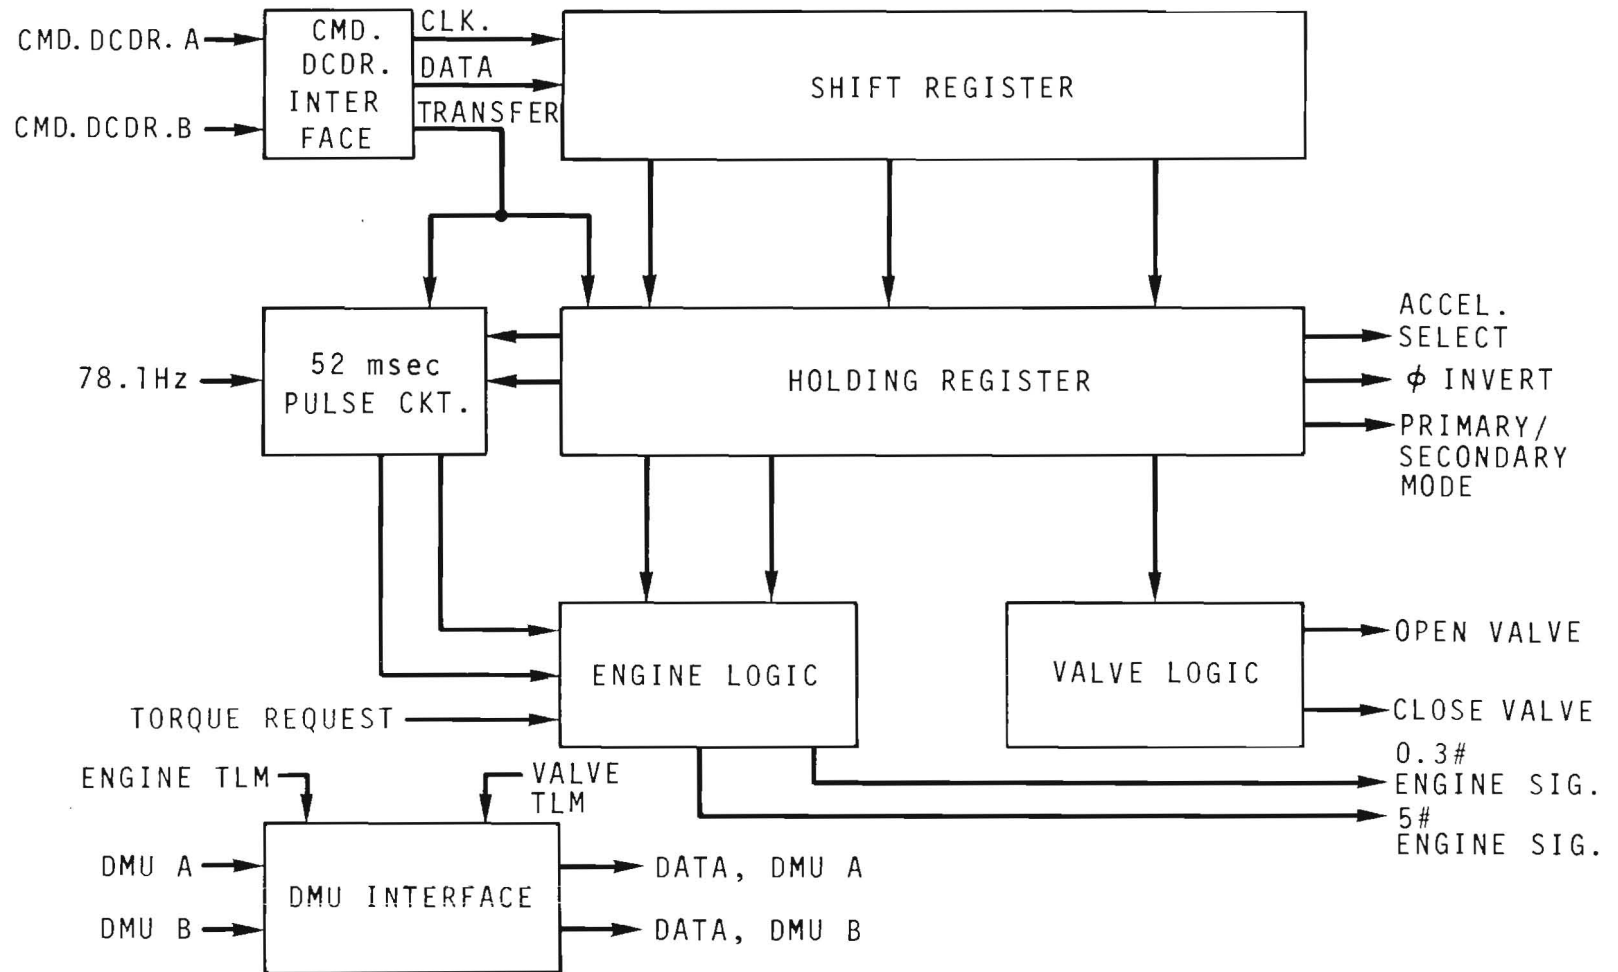 CMD.DCDR. A
CMD.DCDR.B
CMD.
DCDR.
INTER
FACE
CLK.
DATA
TRANSFER
SHIFT REGISTER
78.1Hz
52 msec
PULSE CKT.
HOLDING REGISTER
ACCEL.
SELECT
ϕ INVERT
PRIMARY/
SECONDARY
MODE
ENGINE LOGIC
VALVE LOGIC
OPEN VALVE
CLOSE VALVE
TORQUE REQUEST
0.3#
ENGINE SIG.
5#
ENGINE SIG.
ENGINE TLM
VALVE
TLM
DMU A
DMU B
DMU INTERFACE
DATA, DMU A
DATA, DMU B